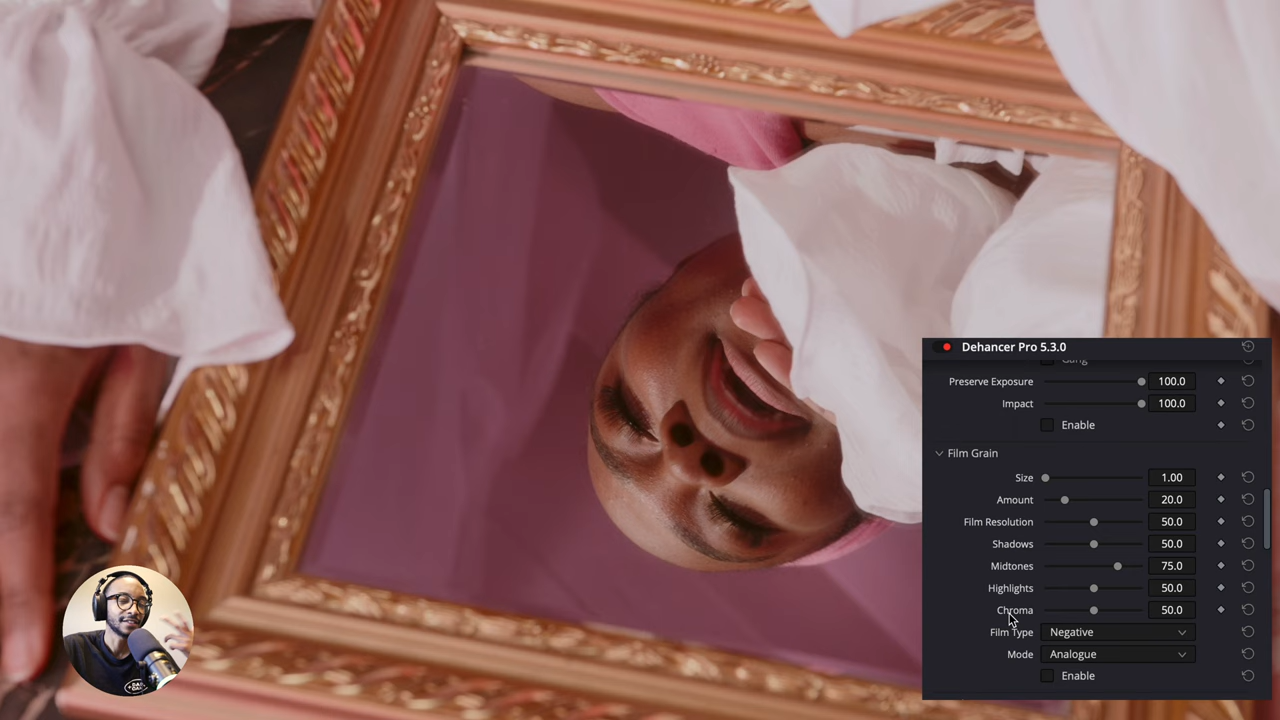 Dehancer Pro 5.3.0
Preserve Exposure 100.0
Impact 100.0
Enable
Film Grain
Size 1.00
Amount 20.0
Film Resolution 50.0
Shadows 50.0
Midtones 75.0
Highlights 50.0
Chroma 50.0
Film Type Negative
Mode Analogue
Enable